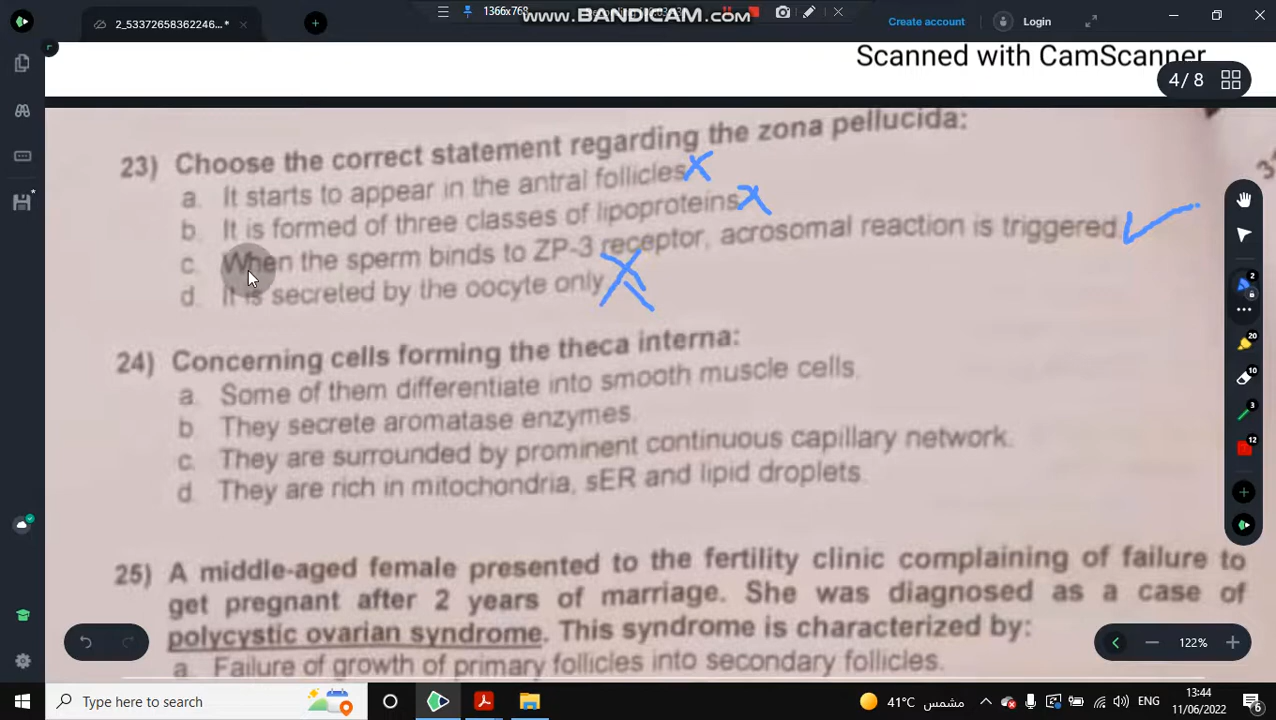 1366x768
www.BANDICAM.com
2_53372658362246...*
Create account
Login
Scanned with CamScanner
4/8
23) Choose the correct statement regarding the zona pellucida:
a. It starts to appear in the antral follicles
b. It is formed of three classes of lipoproteins
c. When the sperm binds to ZP-3 receptor, acrosomal reaction is triggered
d. It is secreted by the oocyte only
24) Concerning cells forming the theca interna:
a. Some of them differentiate into smooth muscle cells.
b They secrete aromatase enzymes.
c. They are surrounded by prominent continuous capillary network.
d. They are rich in mitochondria, sER and lipid droplets.
25) A middle-aged female presented to the fertility clinic complaining of failure to
get pregnant after 2 years of marriage. She was diagnosed as a case of
polycystic ovarian syndrome. This syndrome is characterized by:
a. Failure of growth of primary follicles into secondary follicles.
2
20
10
3
12
122%
Type here to search
41°C مشمس
ENG
13:44
11/06/2022
6